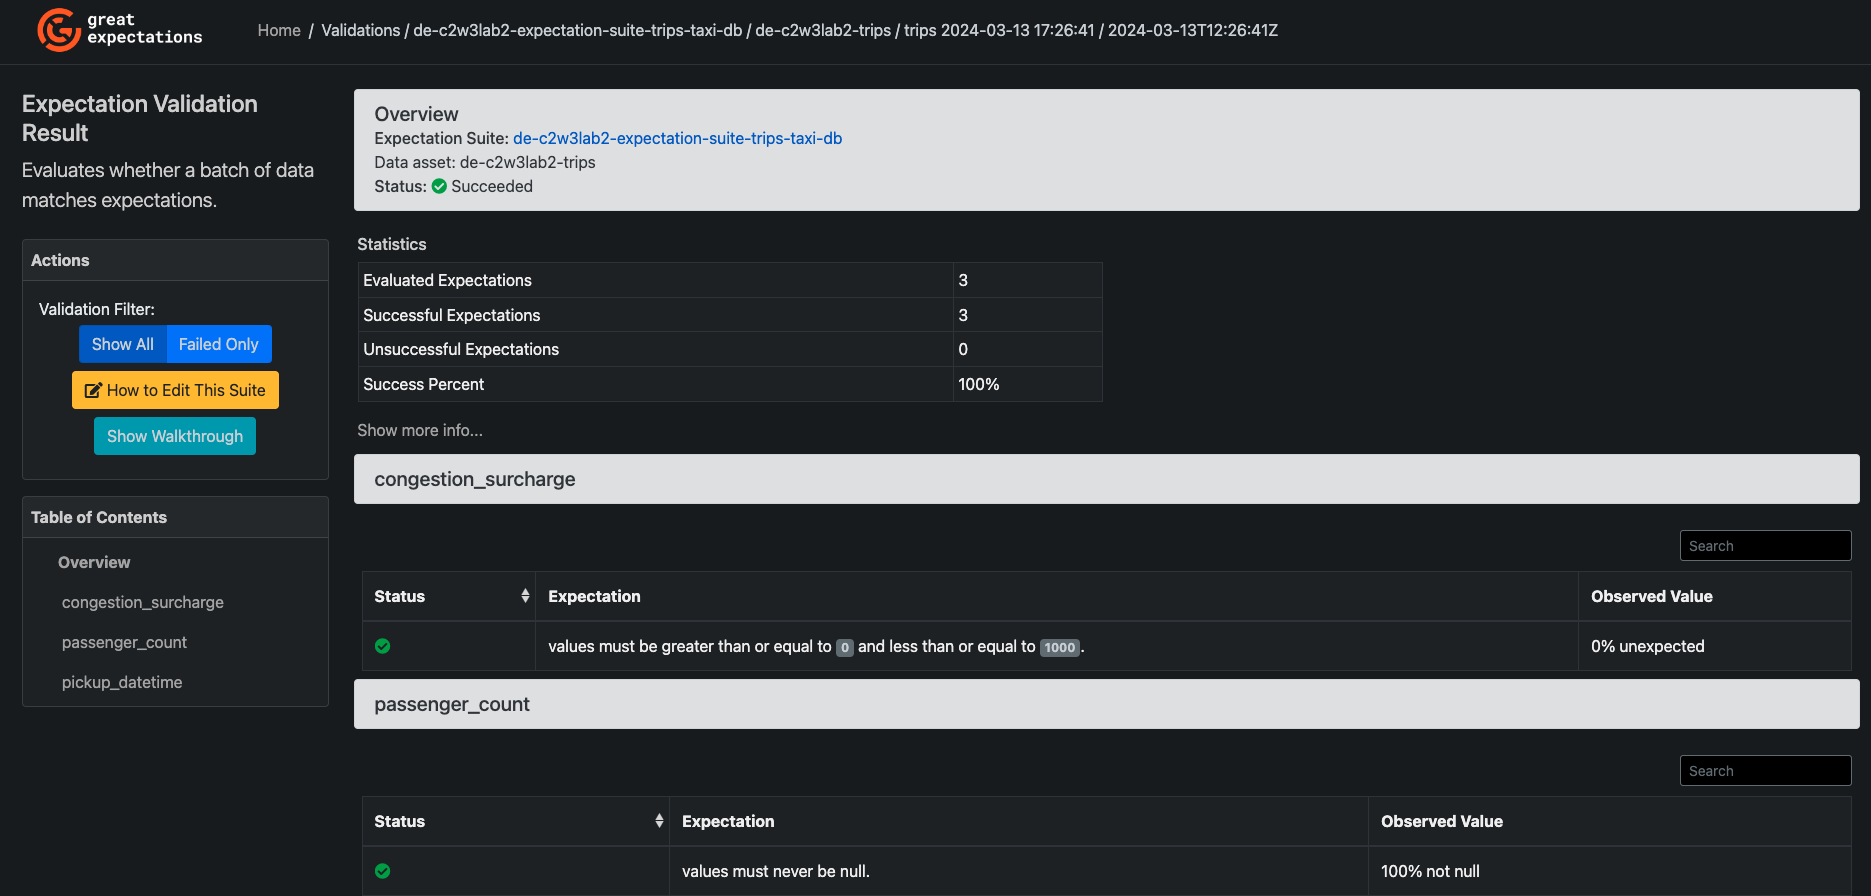 great
expectations
Home / Validations / de-c2w3lab2-expectation-suite-trips-taxi-db / de-c2w3lab2-trips / trips 2024-03-13 17:26:41 / 2024-03-13T12:26:41Z
Expectation Validation
Result
Evaluates whether a batch of data
matches expectations.
Actions
Validation Filter:
Show All Failed Only
How to Edit This Suite
Show Walkthrough
Table of Contents
Overview
congestion_surcharge
passenger_count
pickup_datetime
Overview
Expectation Suite: de-c2w3lab2-expectation-suite-trips-taxi-db
Data asset: de-c2w3lab2-trips
Status: Succeeded
Statistics
Evaluated Expectations 3
Successful Expectations 3
Unsuccessful Expectations 0
Success Percent 100%
Show more info...
congestion_surcharge
Search
Status Expectation Observed Value
values must be greater than or equal to 0 and less than or equal to 1000. 0% unexpected
passenger_count
Search
Status Expectation Observed Value
values must never be null. 100% not null